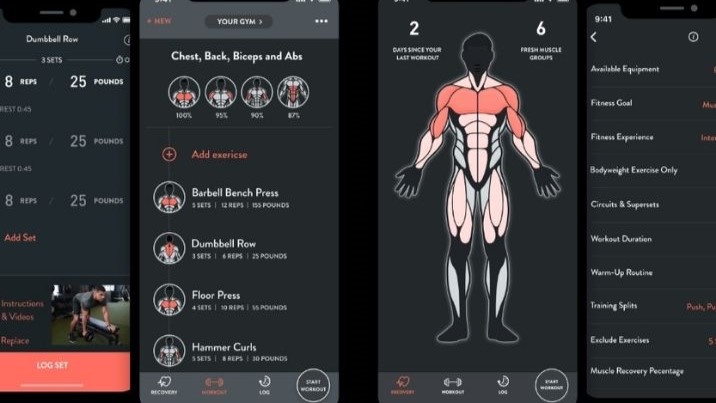 Dumbbell Row
3 SETS
8 REPS / 25 POUNDS
REST 0:45
8 REPS / 25 POUNDS
REST 0:45
8 REPS / 25 POUNDS
Add Set
Instructions
& Videos
Replace
LOG SET
+ NEW
YOUR GYM >
Chest, Back, Biceps and Abs
100% 95% 90% 87%
Add exericse
Barbell Bench Press
5 SETS | 12 REPS | 155 POUNDS
Dumbbell Row
3 SETS | 6 REPS | 25 POUNDS
Floor Press
4 SETS | 10 REPS | 55 POUNDS
Hammer Curls
5 SETS | 8 REPS | 30 POUNDS
RECOVERY
WORKOUT
LOG
START
WORKOUT
2
DAYS SINCE YOUR
LAST WORKOUT
6
FRESH MUSCLE
GROUPS
RECOVERY
WORKOUT
LOG
START
WORKOUT
9:41
Available Equipment
Fitness Goal
Fitness Experience
Bodyweight Exercise Only
Circuits & Supersets
Workout Duration
Warm-Up Routine
Training Splits Push, Pu
Exclude Exercises
Muscle Recovery Pecentage